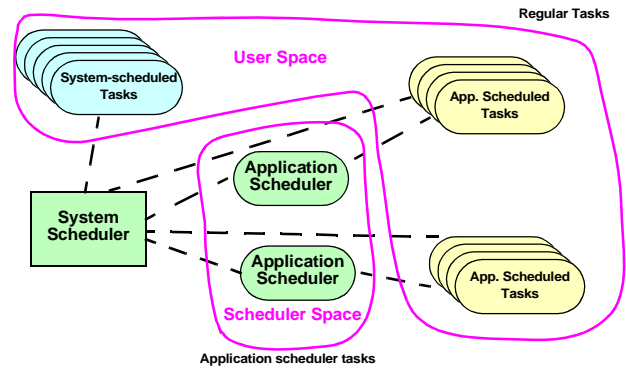 Regular Tasks
User Space
System-scheduled
Tasks
App. Scheduled
Tasks
Application
Scheduler
System
Scheduler
Application
Scheduler
App. Scheduled
Tasks
Scheduler Space
Application scheduler tasks